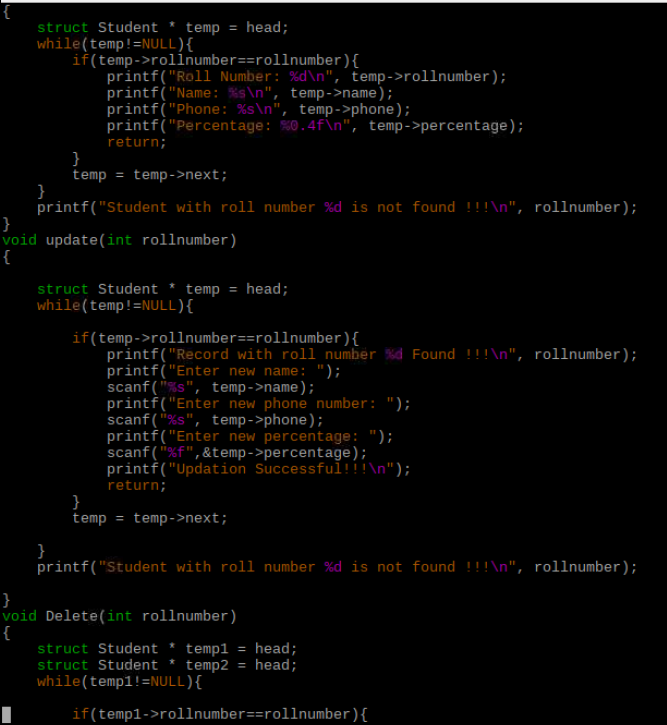 {
    struct Student * temp = head;
    while(temp!=NULL){
        if(temp->rollnumber==rollnumber){
            printf("Roll Number: %d\n", temp->rollnumber);
            printf("Name: %s\n", temp->name);
            printf("Phone: %s\n", temp->phone);
            printf("Percentage: %0.4f\n", temp->percentage);
            return;
        }
        temp = temp->next;
    }
    printf("Student with roll number %d is not found !!!\n", rollnumber);
}
void update(int rollnumber)
{

    struct Student * temp = head;
    while(temp!=NULL){

        if(temp->rollnumber==rollnumber){
            printf("Record with roll number %d Found !!!\n", rollnumber);
            printf("Enter new name: ");
            scanf("%s", temp->name);
            printf("Enter new phone number: ");
            scanf("%s", temp->phone);
            printf("Enter new percentage: ");
            scanf("%f",&temp->percentage);
            printf("Updation Successful!!!\n");
            return;
        }
        temp = temp->next;

    }
    printf("Student with roll number %d is not found !!!\n", rollnumber);

}
void Delete(int rollnumber)
{
    struct Student * temp1 = head;
    struct Student * temp2 = head;
    while(temp1!=NULL){

        if(temp1->rollnumber==rollnumber){